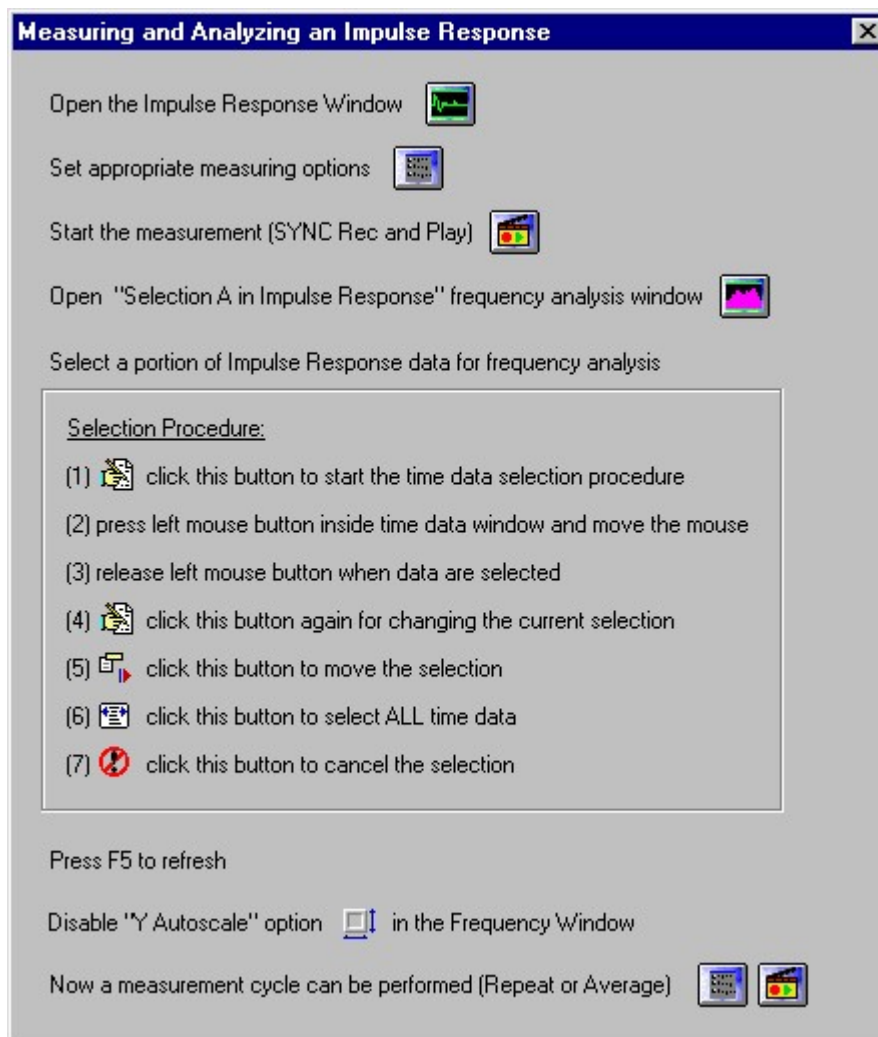 Measuring and Analyzing an Impulse Response
Open the Impulse Response Window
Set appropriate measuring options
Start the measurement (SYNC Rec and Play)
Open "Selection A in Impulse Response" frequency analysis window
Select a portion of Impulse Response data for frequency analysis
Selection Procedure:
(1) click this button to start the time data selection procedure
(2) press left mouse button inside time data window and move the mouse
(3) release left mouse button when data are selected
(4) click this button again for changing the current selection
(5) click this button to move the selection
(6) click this button to select ALL time data
(7) click this button to cancel the selection
Press F5 to refresh
Disable "Y Autoscale" option in the Frequency Window
Now a measurement cycle can be performed (Repeat or Average)